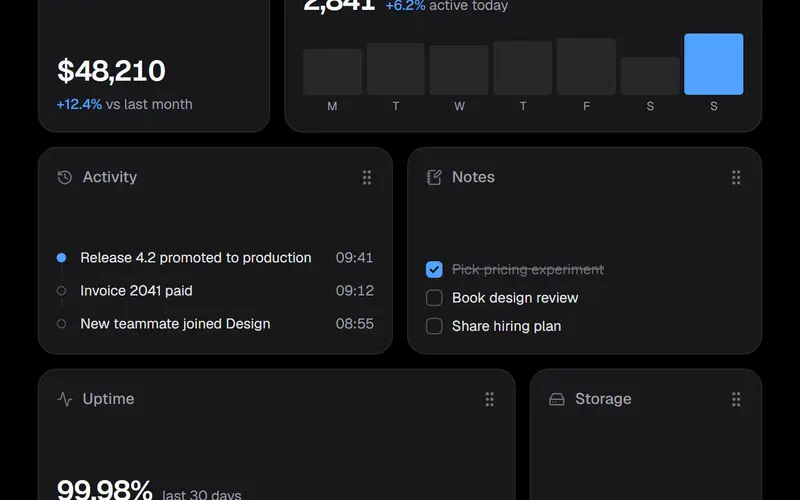 2,841 +6.2% active today
$48,210
+12.4% vs last month
M T W T F S S
Activity
Release 4.2 promoted to production 09:41
Invoice 2041 paid 09:12
New teammate joined Design 08:55
Notes
Pick pricing experiment
Book design review
Share hiring plan
Uptime
99.98% last 30 days
Storage